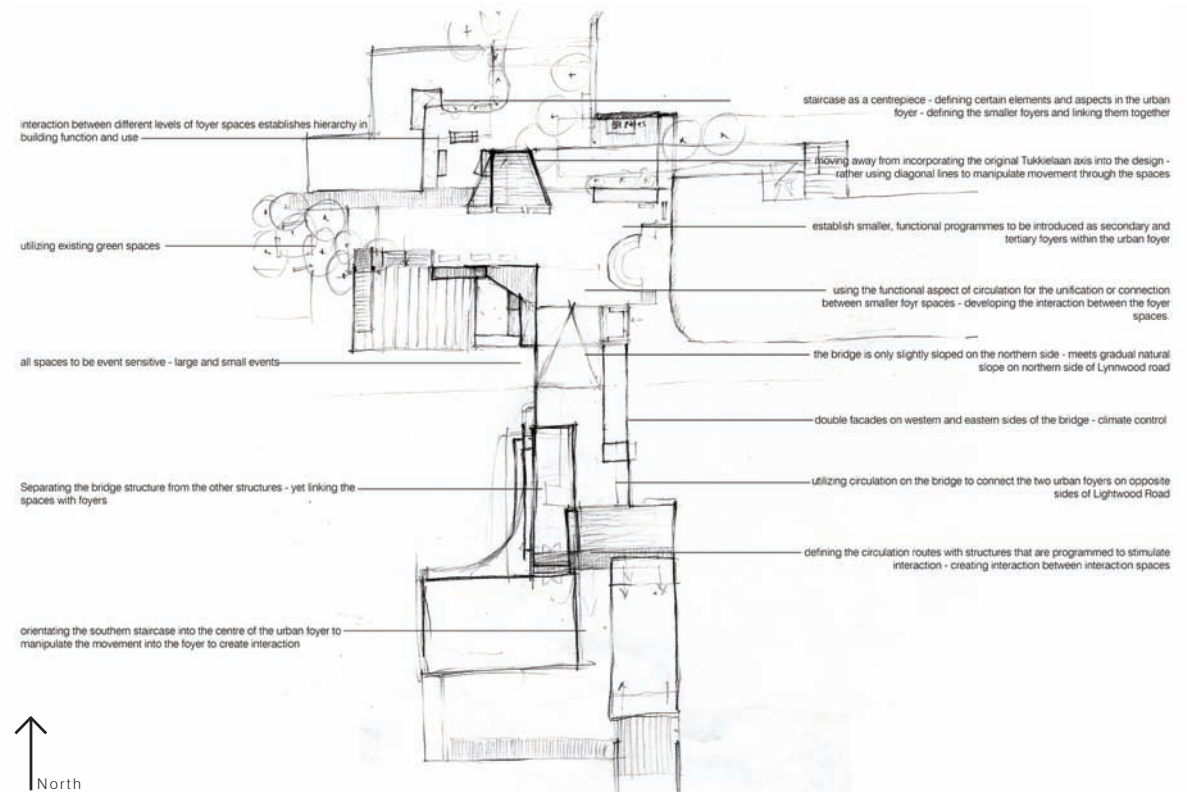 interaction between different levels of foyer spaces establishes hierarchy in
building function and use
utilizing existing green spaces
all spaces to be event sensitive - large and small events
Separating the bridge structure from the other structures - yet linking the
spaces with foyers
orientating the southern staircase into the centre of the urban foyer to
manipulate the movement into the foyer to create interaction
North
staircase as a centrepiece - defining certain elements and aspects in the urban
foyer - defining the smaller foyers and linking them together
moving away from incorporating the original Tukkielaan axis into the design -
rather using diagonal lines to manipulate movement through the spaces
establish smaller, functional programmes to be introduced as secondary and
tertiary foyers within the urban foyer
using the functional aspect of circulation for the unification or connection
between smaller foyr spaces - developing the interaction between the foyer
spaces.
the bridge is only slightly sloped on the northern side - meets gradual natural
slope on northern side of Lynnwood road
double facades on western and eastern sides of the bridge - climate control
utilizing circulation on the bridge to connect the two urban foyers on opposite
sides of Lightwood Road
defining the circulation routes with structures that are programmed to stimulate
interaction - creating interaction between interaction spaces